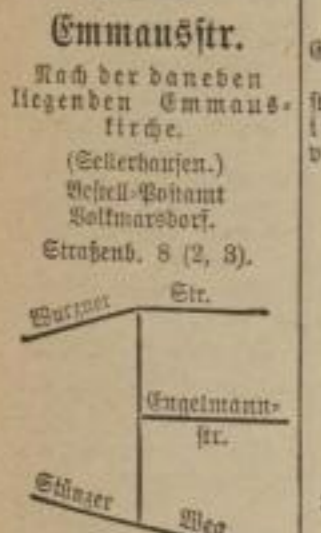 Emmausstr.
Nach der daneben
liegenden Emmaus-
kirche.
(Sellerhausen.)
Bestell-Postamt
Volkmarsdorf.
Straßenb. 8 (2, 3).
Wurzner Str.
Engelmann-
str.
Stünzer Weg